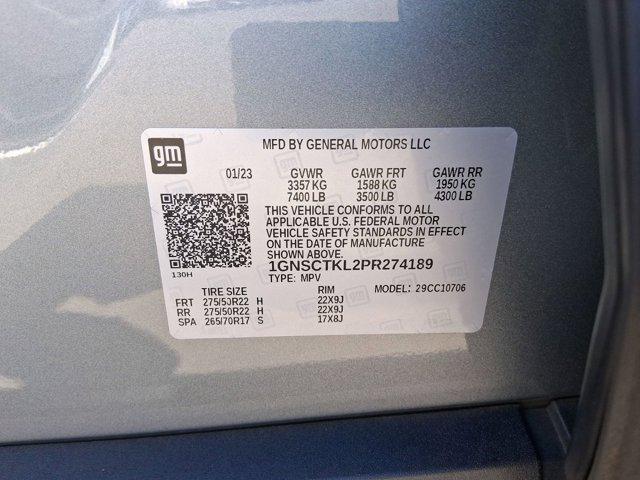 gm
MFD BY GENERAL MOTORS LLC
01/23 GVWR GAWR FRT GAWR RR
3357 KG 1588 KG 1950 KG
7400 LB 3500 LB 4300 LB
THIS VEHICLE CONFORMS TO ALL
APPLICABLE U.S. FEDERAL MOTOR
VEHICLE SAFETY STANDARDS IN EFFECT
ON THE DATE OF MANUFACTURE
SHOWN ABOVE.
1GNSCTKL2PR274189
130H
TYPE: MPV
TIRE SIZE RIM MODEL: 29CC10706
FRT 275/50R22 H 22X9J
RR 275/50R22 H 22X9J
SPA 265/70R17 S 17X8J